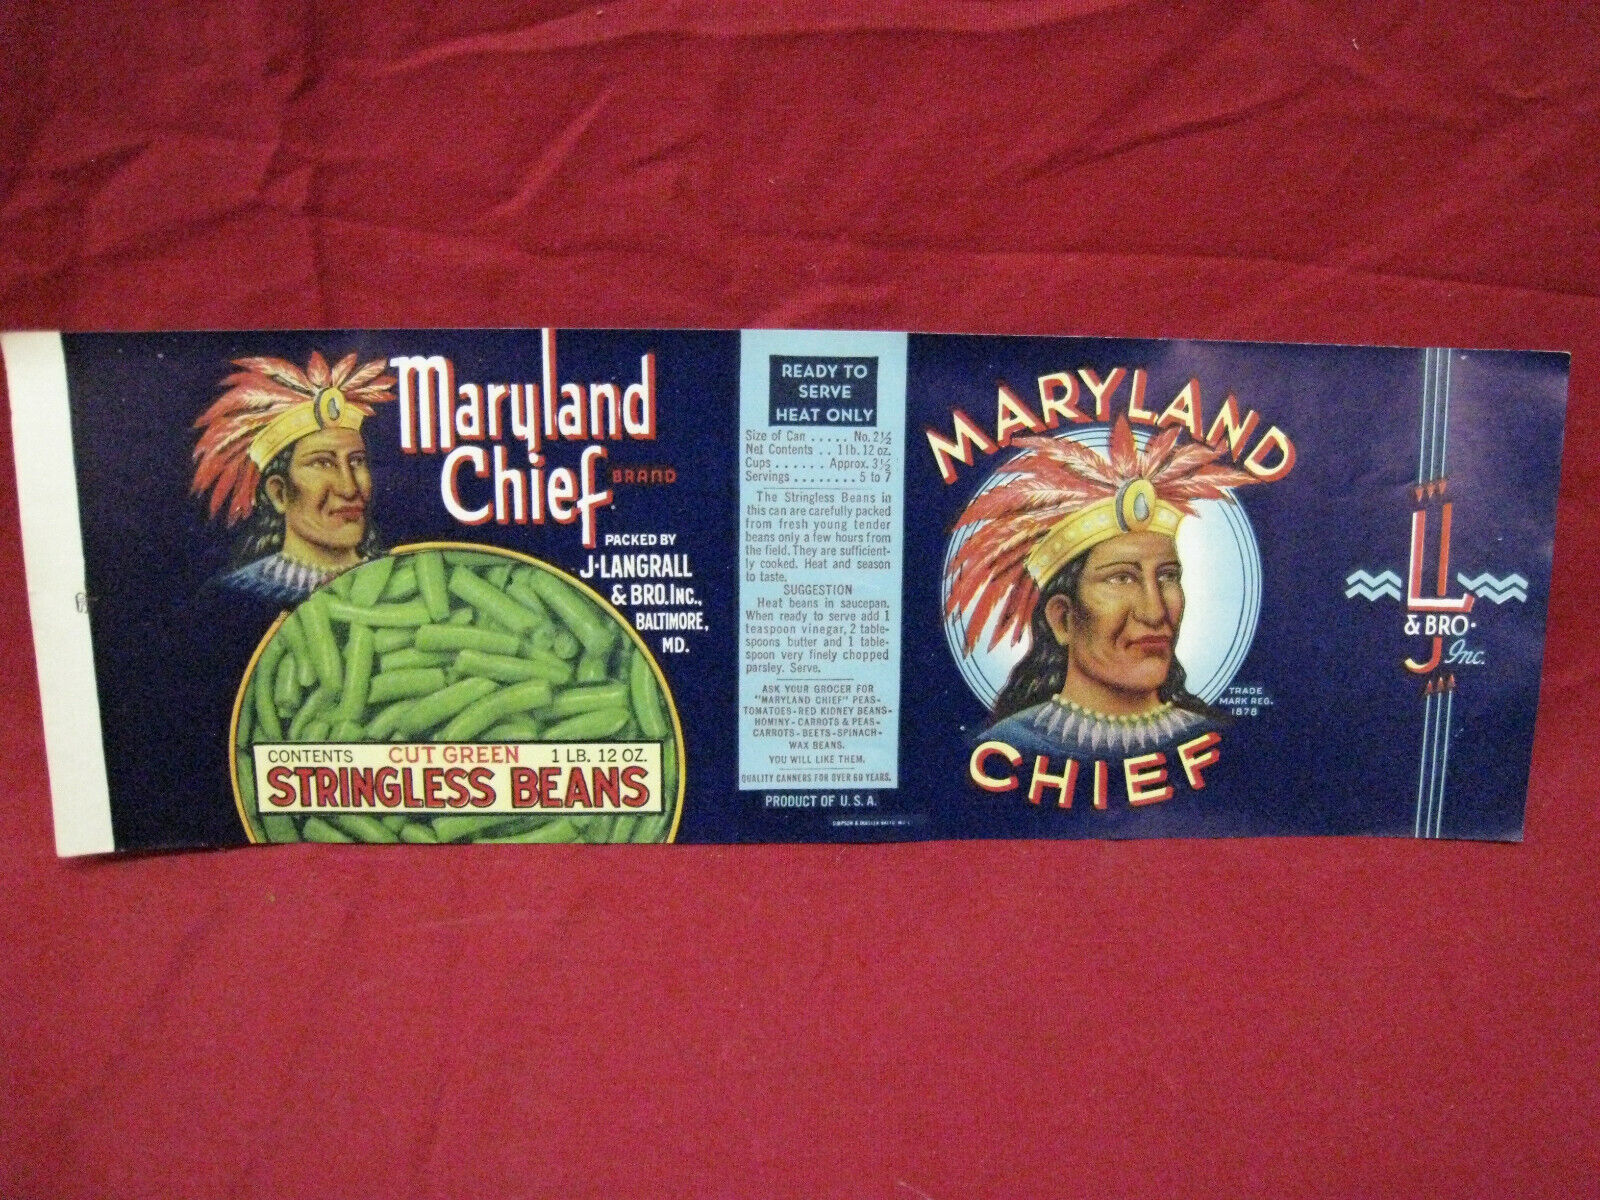 Maryland
Chief BRAND
PACKED BY
J·LANGRALL
& BRO.Inc.,
BALTIMORE,
MD.
CONTENTS CUT GREEN 1 LB. 12 OZ.
STRINGLESS BEANS
READY TO
SERVE
HEAT ONLY
Size of Can ..... No. 2½
Net Contents .. 1 lb. 12 oz.
Cups ...... Approx. 3½
Servings ........ 5 to 7
The Stringless Beans in
this can are carefully packed
from fresh young tender
beans only a few hours from
the field. They are sufficient-
ly cooked. Heat and season
to taste.
SUGGESTION
Heat beans in saucepan.
When ready to serve add 1
teaspoon vinegar, 2 table-
spoons butter and 1 table-
spoon very finely chopped
parsley. Serve.
ASK YOUR GROCER FOR
"MARYLAND CHIEF" PEAS-
TOMATOES-RED KIDNEY BEANS-
HOMINY-CARROTS & PEAS-
CARROTS-BEETS-SPINACH-
WAX BEANS.
YOU WILL LIKE THEM.
QUALITY CANNERS FOR OVER 60 YEARS.
PRODUCT OF U.S.A.
MARYLAND
CHIEF
TRADE
MARK REG.
1878
JL
& BRO·
Inc.